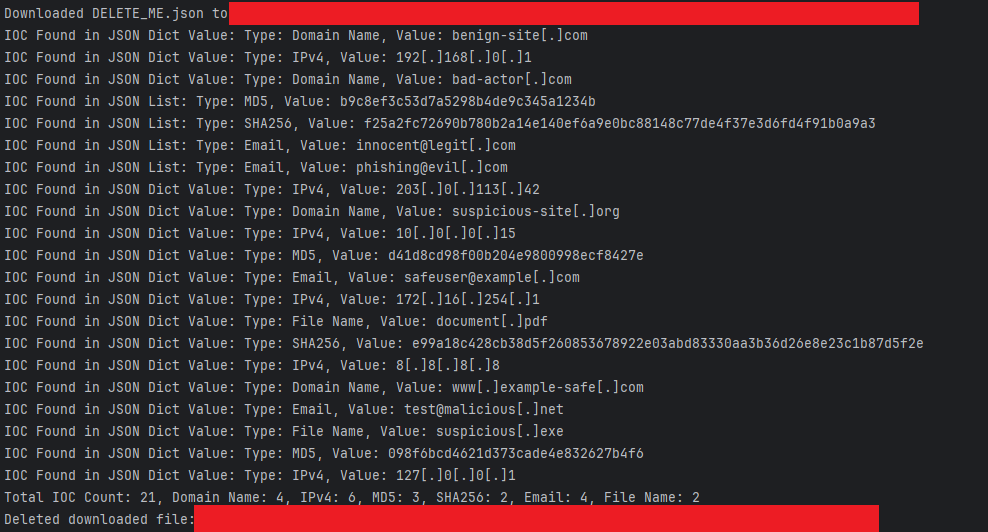 Downloaded DELETE_ME.json to
IOC Found in JSON Dict Value: Type: Domain Name, Value: benign-site[.]com
IOC Found in JSON Dict Value: Type: IPv4, Value: 192[.]168[.]0[.]1
IOC Found in JSON Dict Value: Type: Domain Name, Value: bad-actor[.]com
IOC Found in JSON List: Type: MD5, Value: b9c8ef3c53d7a5298b4de9c345a1234b
IOC Found in JSON List: Type: SHA256, Value: f25a2fc72690b780b2a14e140ef6a9e0bc88148c77de4f37e3d6fd4f91b0a9a3
IOC Found in JSON List: Type: Email, Value: innocent@legit[.]com
IOC Found in JSON List: Type: Email, Value: phishing@evil[.]com
IOC Found in JSON Dict Value: Type: IPv4, Value: 203[.]0[.]113[.]42
IOC Found in JSON Dict Value: Type: Domain Name, Value: suspicious-site[.]org
IOC Found in JSON Dict Value: Type: IPv4, Value: 10[.]0[.]0[.]15
IOC Found in JSON Dict Value: Type: MD5, Value: d41d8cd98f00b204e9800998ecf8427e
IOC Found in JSON Dict Value: Type: Email, Value: safeuser@example[.]com
IOC Found in JSON Dict Value: Type: IPv4, Value: 172[.]16[.]254[.]1
IOC Found in JSON Dict Value: Type: File Name, Value: document[.]pdf
IOC Found in JSON Dict Value: Type: SHA256, Value: e99a18c428cb38d5f260853678922e03abd83330aa3b36d26e8e23c1b87d5f2e
IOC Found in JSON Dict Value: Type: IPv4, Value: 8[.]8[.]8[.]8
IOC Found in JSON Dict Value: Type: Domain Name, Value: www[.]example-safe[.]com
IOC Found in JSON Dict Value: Type: Email, Value: test@malicious[.]net
IOC Found in JSON Dict Value: Type: File Name, Value: suspicious[.]exe
IOC Found in JSON Dict Value: Type: MD5, Value: 098f6bcd4621d373cade4e832627b4f6
IOC Found in JSON Dict Value: Type: IPv4, Value: 127[.]0[.]0[.]1
Total IOC Count: 21, Domain Name: 4, IPv4: 6, MD5: 3, SHA256: 2, Email: 4, File Name: 2
Deleted downloaded file: